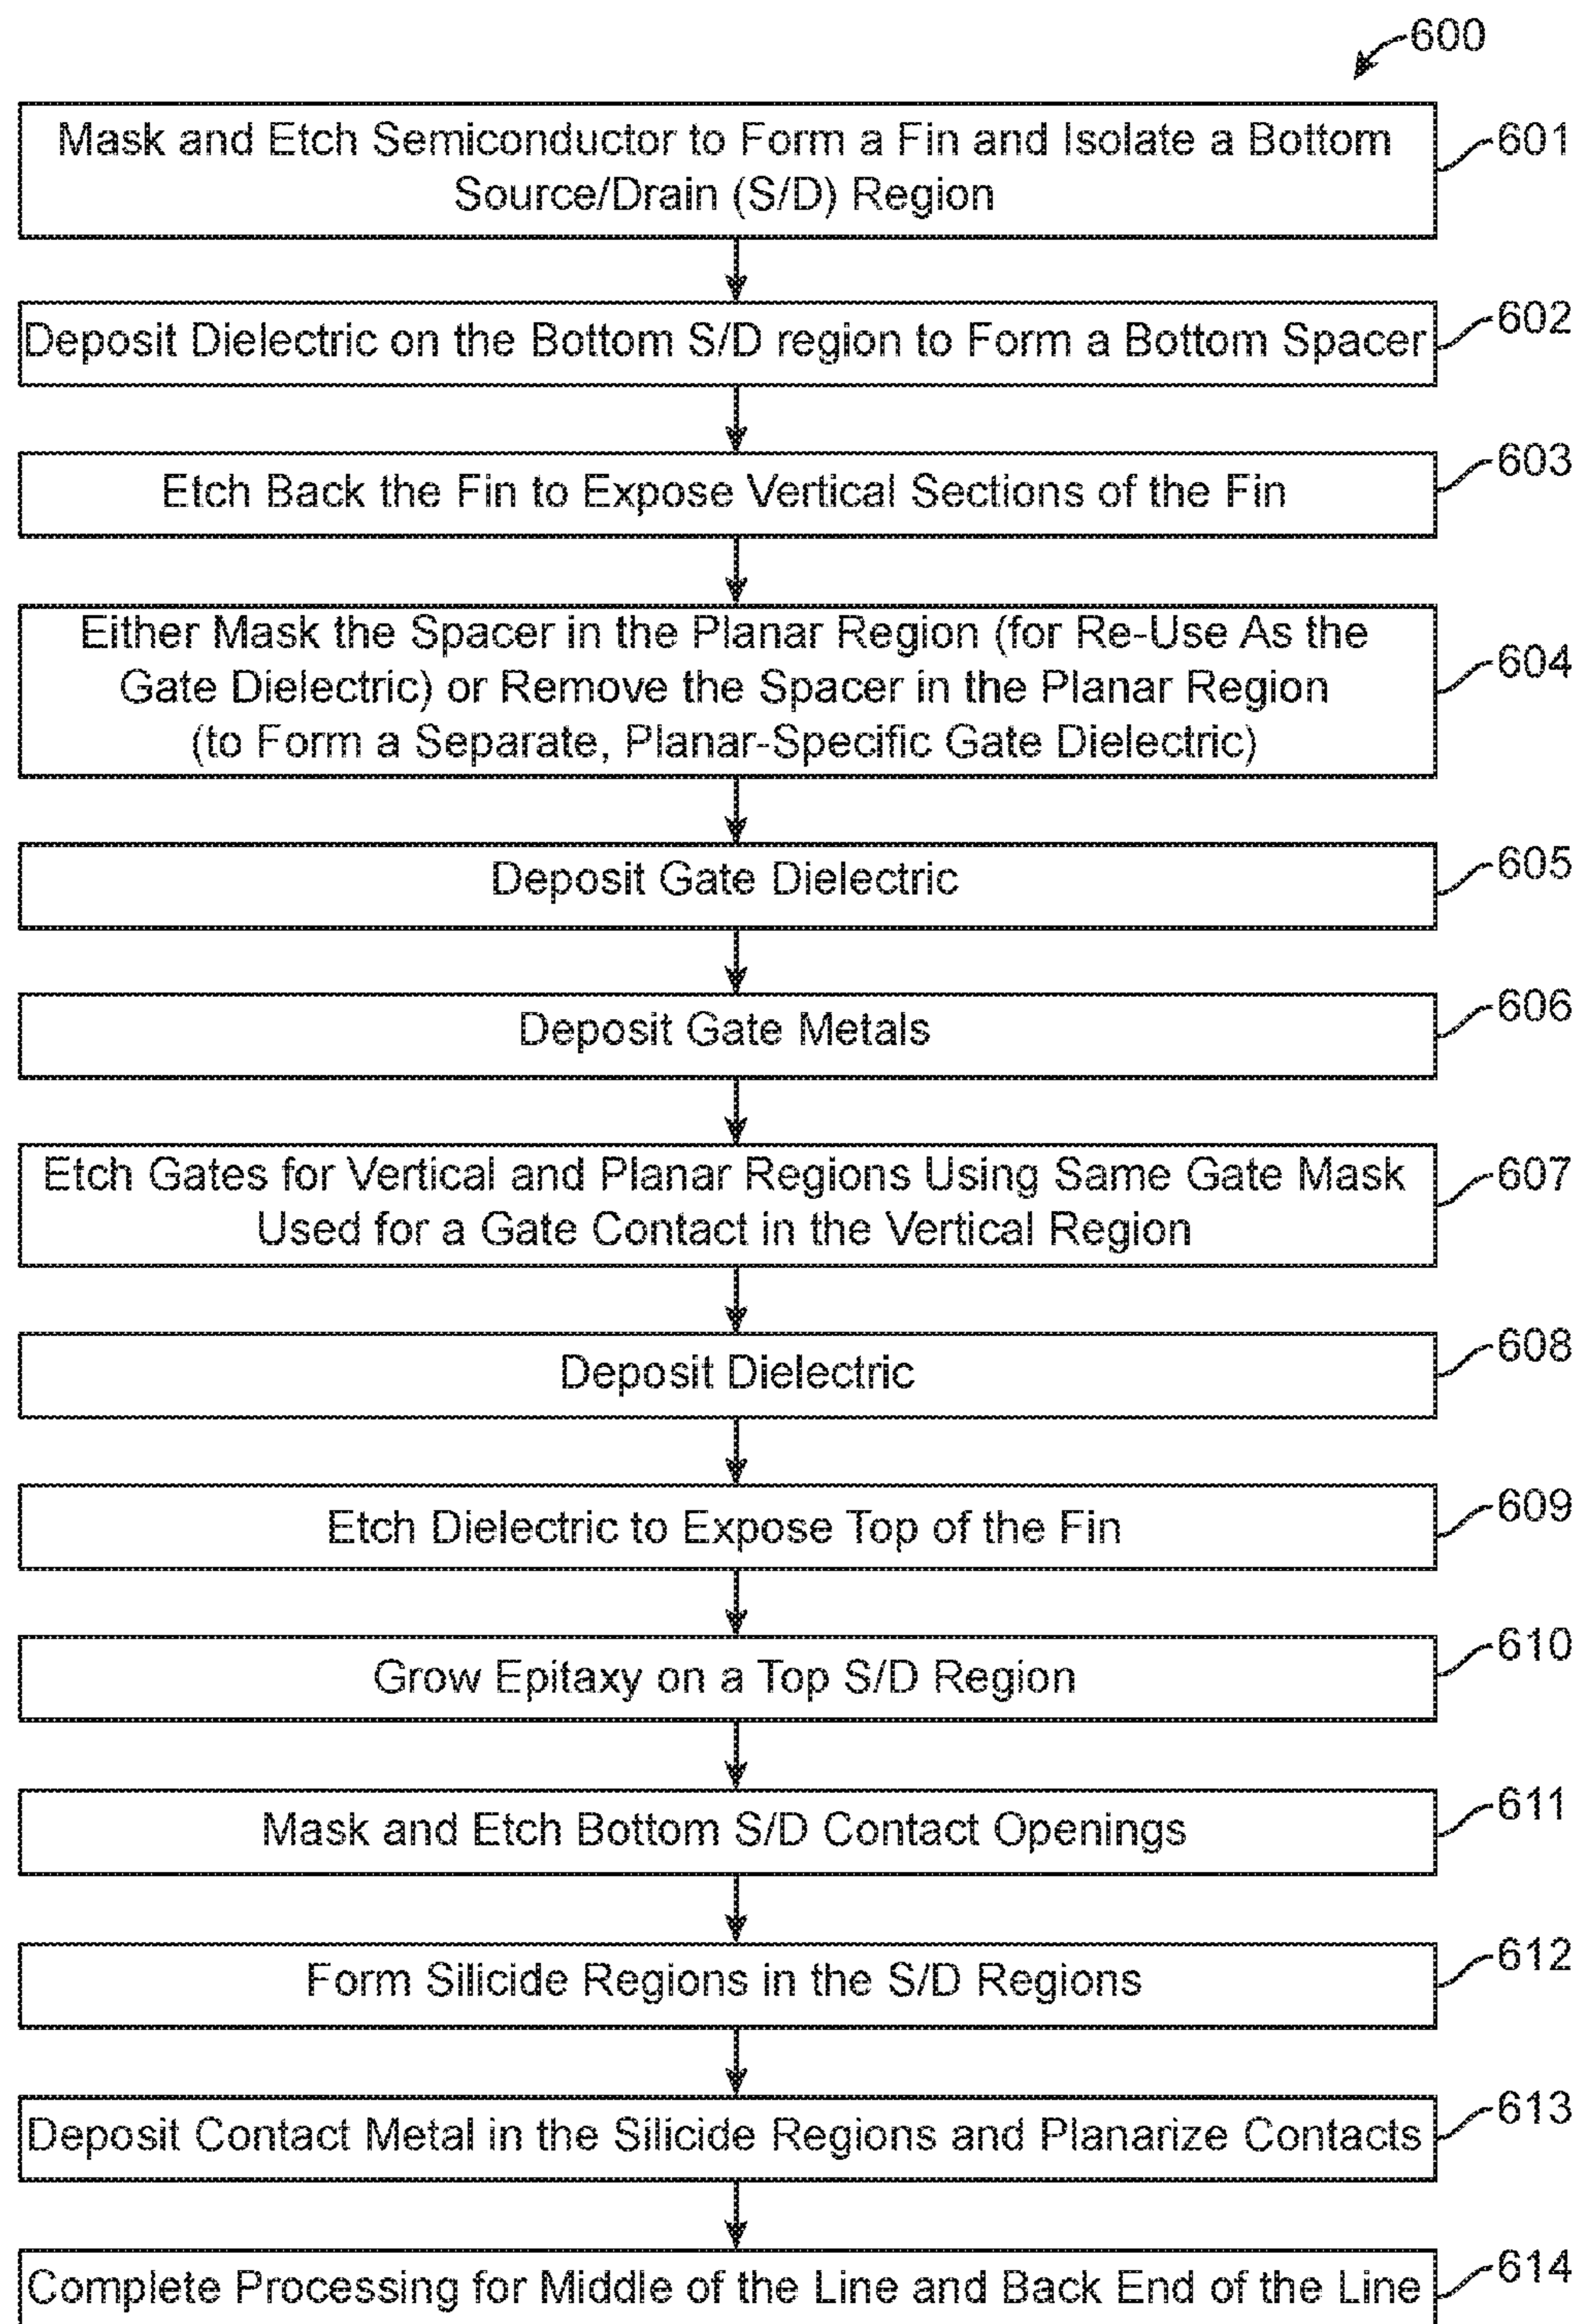 600
Mask and Etch Semiconductor to Form a Fin and Isolate a Bottom
Source/Drain (S/D) Region
601
Deposit Dielectric on the Bottom S/D region to Form a Bottom Spacer
602
Etch Back the Fin to Expose Vertical Sections of the Fin
603
Either Mask the Spacer in the Planar Region (for Re-Use As the
Gate Dielectric) or Remove the Spacer in the Planar Region
(to Form a Separate, Planar-Specific Gate Dielectric)
604
Deposit Gate Dielectric
605
Deposit Gate Metals
606
Etch Gates for Vertical and Planar Regions Using Same Gate Mask
Used for a Gate Contact in the Vertical Region
607
Deposit Dielectric
608
Etch Dielectric to Expose Top of the Fin
609
Grow Epitaxy on a Top S/D Region
610
Mask and Etch Bottom S/D Contact Openings
611
Form Silicide Regions in the S/D Regions
612
Deposit Contact Metal in the Silicide Regions and Planarize Contacts
613
Complete Processing for Middle of the Line and Back End of the Line
614